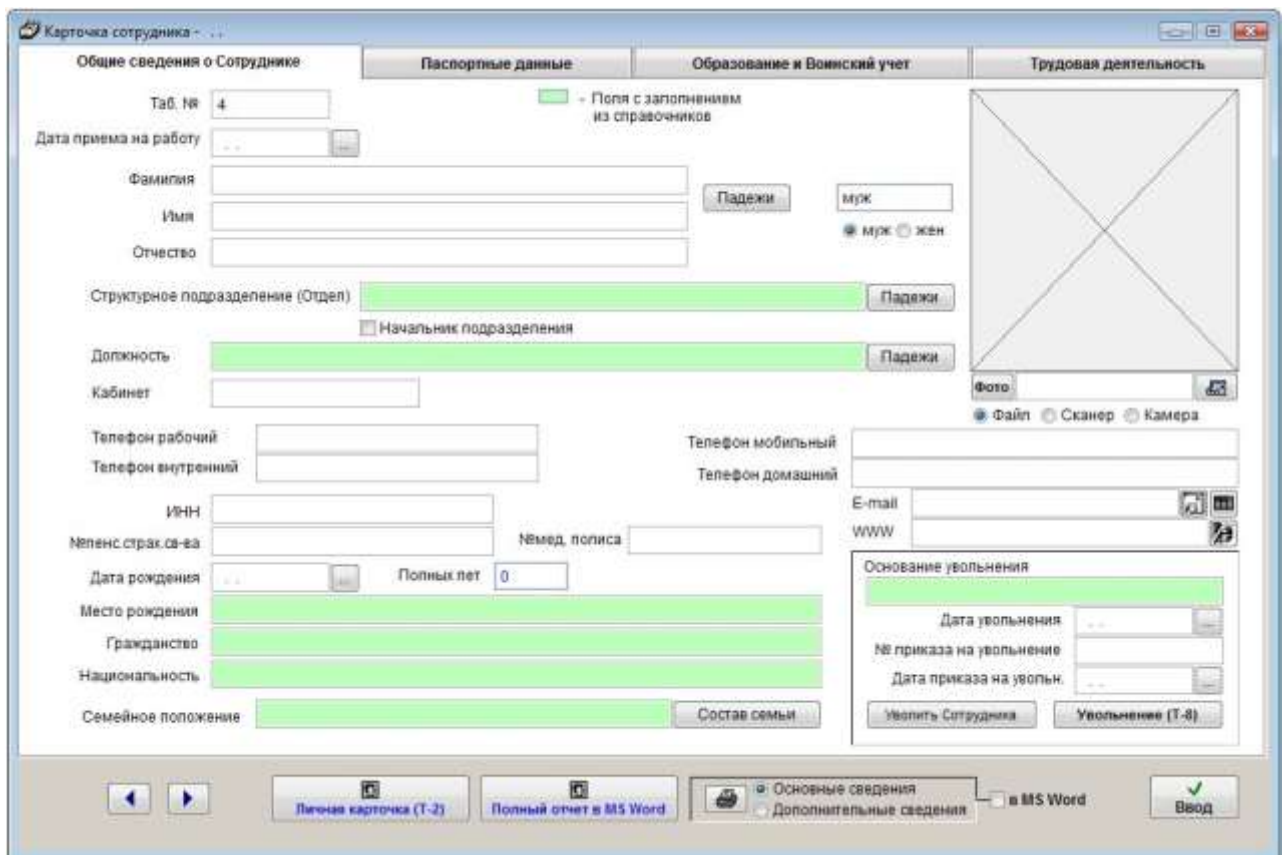 Карточка сотрудника - . .
Общие сведения о Сотруднике
Паспортные данные
Образование и Воинский учет
Трудовая деятельность
Таб. № 4
- Поля с заполнением
из справочников
Дата приема на работу . . ...
Фамилия
Падежи
муж
Имя
муж жен
Отчество
Структурное подразделение (Отдел) Падежи
Начальник подразделения
Должность Падежи
Кабинет
Фото
Файл Сканер Камера
Телефон рабочий
Телефон мобильный
Телефон внутренний
Телефон домашний
E-mail
ИНН
WWW
№пенс.страх.св-ва
№мед. полиса
Основание увольнения
Дата рождения . . ... Полных лет 0
Место рождения
Дата увольнения . . ...
Гражданство
№ приказа на увольнение
Национальность
Дата приказа на увольн. . . ...
Семейное положение Состав семьи
Уволить Сотрудника Увольнение (Т-8)
Личная карточка (Т-2)
Полный отчет в MS Word
Основные сведения
Дополнительные сведения
в MS Word
Ввод